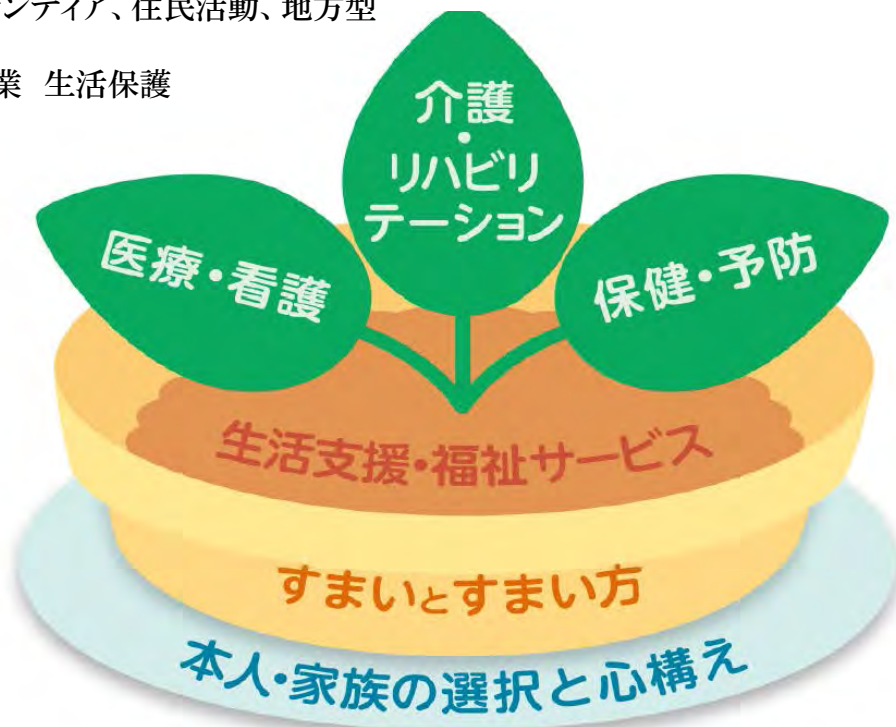 ンティア、住民活動、地方型
業 生活保護
介護
・
リハビリ
テーション
医療・看護
保健・予防
生活支援・福祉サービス
すまいとすまい方
本人・家族の選択と心構え